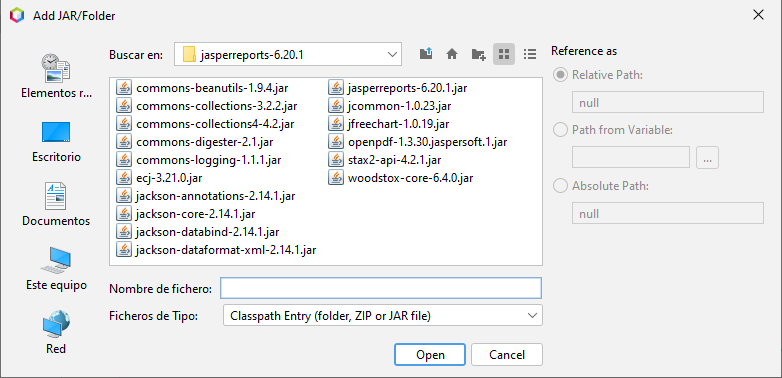 Add JAR/Folder
Buscar en:
jasperreports-6.20.1
Elementos r...
Escritorio
Documentos
Este equipo
Red
commons-beanutils-1.9.4.jar
commons-collections-3.2.2.jar
commons-collections4-4.2.jar
commons-digester-2.1.jar
commons-logging-1.1.1.jar
ecj-3.21.0.jar
jackson-annotations-2.14.1.jar
jackson-core-2.14.1.jar
jackson-databind-2.14.1.jar
jackson-dataformat-xml-2.14.1.jar
jasperreports-6.20.1.jar
jcommon-1.0.23.jar
jfreechart-1.0.19.jar
openpdf-1.3.30.jaspersoft.1.jar
stax2-api-4.2.1.jar
woodstox-core-6.4.0.jar
Nombre de fichero:
Ficheros de Tipo:
Classpath Entry (folder, ZIP or JAR file)
Open
Cancel
Reference as
Relative Path:
null
Path from Variable:
...
Absolute Path:
null